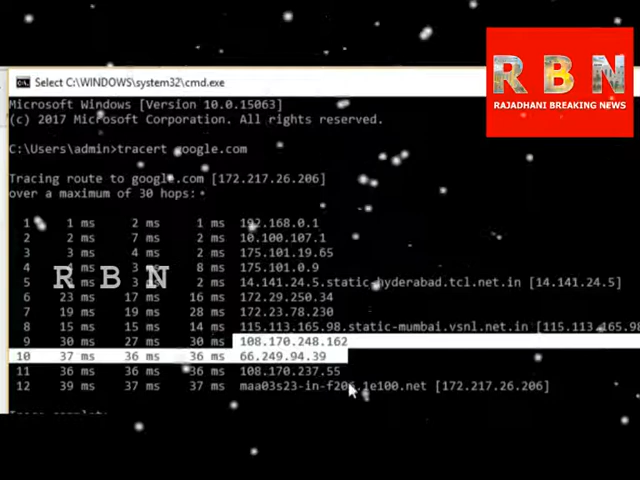 RBN
RAJADHANI BREAKING NEWS
Select C:\WINDOWS\system32\cmd.exe
Microsoft Windows [Version 10.0.15063]
(c) 2017 Microsoft Corporation. All rights reserved.
C:\Users\admin>tracert google.com
Tracing route to google.com [172.217.26.206]
over a maximum of 30 hops:
1 1 ms 2 ms 1 ms 192.168.0.1
2 2 ms 7 ms 2 ms 10.100.107.1
3 3 ms 4 ms 2 ms 175.101.19.65
4 ms 3 ms 8 ms 175.101.0.9
R B N
5 ms 3 2 ms 14.141.24.5.static-hyderabad.tcl.net.in [14.141.24.5]
6 23 ms 17 ms 16 ms 172.29.250.34
7 19 ms 19 ms 28 ms 172.23.78.230
8 15 ms 15 ms 14 ms 115.113.165.98.static-mumbai.vsnl.net.in [115.113.165.98
9 30 ms 27 ms 30 ms 108.170.248.162
10 37 ms 36 ms 36 ms 66.249.94.39
11 36 ms 36 ms 36 ms 108.170.237.55
12 39 ms 37 ms 37 ms maa03s23-in-f206.1e100.net [172.217.26.206]